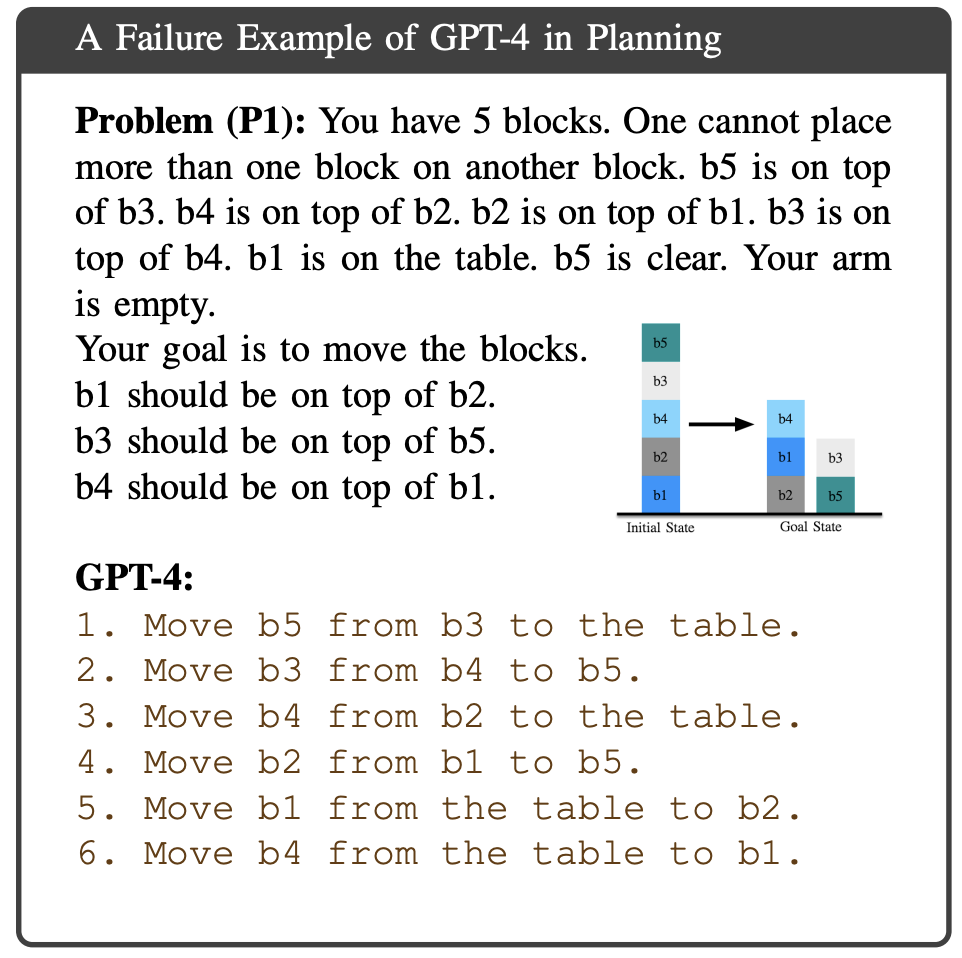 A Failure Example of GPT-4 in Planning
Problem (P1): You have 5 blocks. One cannot place
more than one block on another block. b5 is on top
of b3. b4 is on top of b2. b2 is on top of b1. b3 is on
top of b4. b1 is on the table. b5 is clear. Your arm
is empty.
Your goal is to move the blocks.
b1 should be on top of b2.
b3 should be on top of b5.
b4 should be on top of b1.
b5
b3
b4
b2
b1
Initial State
b4
b1
b2
b3
b5
Goal State
GPT-4:
1. Move b5 from b3 to the table.
2. Move b3 from b4 to b5.
3. Move b4 from b2 to the table.
4. Move b2 from b1 to b5.
5. Move b1 from the table to b2.
6. Move b4 from the table to b1.